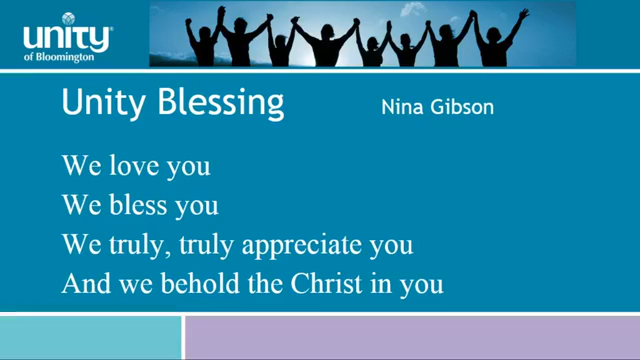 unity
of Bloomington
Unity Blessing
Nina Gibson
We love you
We bless you
We truly, truly appreciate you
And we behold the Christ in you